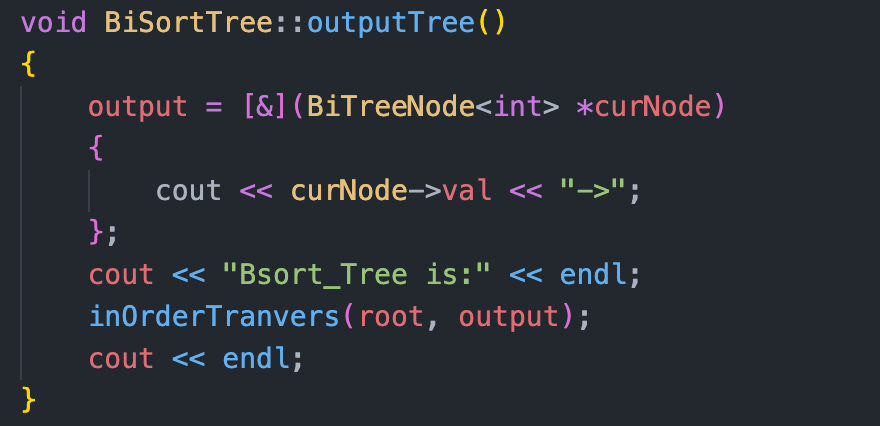 void BiSortTree::outputTree()
{
    output = [&](BiTreeNode<int> *curNode)
    {
        cout << curNode->val << "->";
    };
    cout << "Bsort_Tree is:" << endl;
    inOrderTranvers(root, output);
    cout << endl;
}